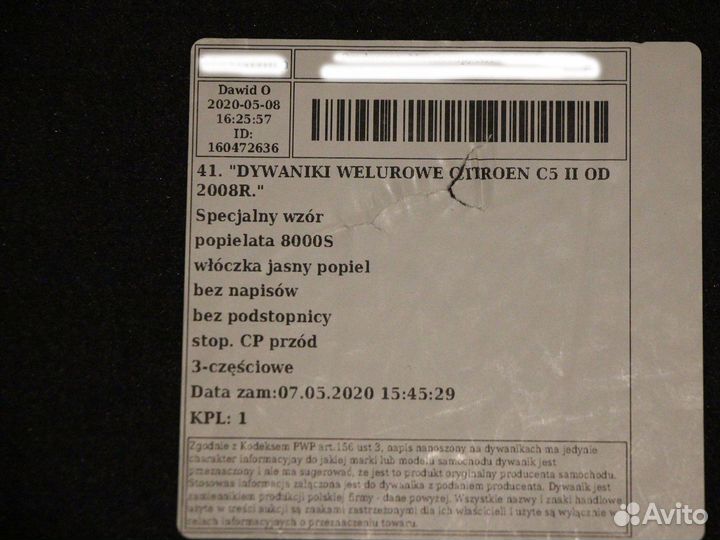 Dawid O
2020-05-08
16:25:57
ID:
160472636
41. "DYWANIKI WELUROWE CITROEN C5 II OD
2008R."
Specjalny wzór
popielata 8000S
włóczka jasny popiel
bez napisów
bez podstopnicy
stop. CP przód
3-częściowe
Data zam:07.05.2020 15:45:29
KPL: 1
Zgodnie z Kodeksem PWP art.156 ust 3, napis nanoszony na dywanikach ma jedynie
charakter informacyjny do jakiej marki lub modelu samochodu dywanik jest
przeznaczony i nie ma sugerować, że jest to produkt oryginalny producenta samochodu.
Stosowna informacja załączona jest do dywanika z podaniem producenta. Dywanik jest
zamiennikiem produkcji polskiej firmy - dane powyżej. Wszystkie nazwy i znaki handlowe
użyte w treści aukcji są znakami zastrzeżonymi dla ich właścicieli i użyte są wyłącznie w
celach informacyjnych o przeznaczeniu towaru.
Avito